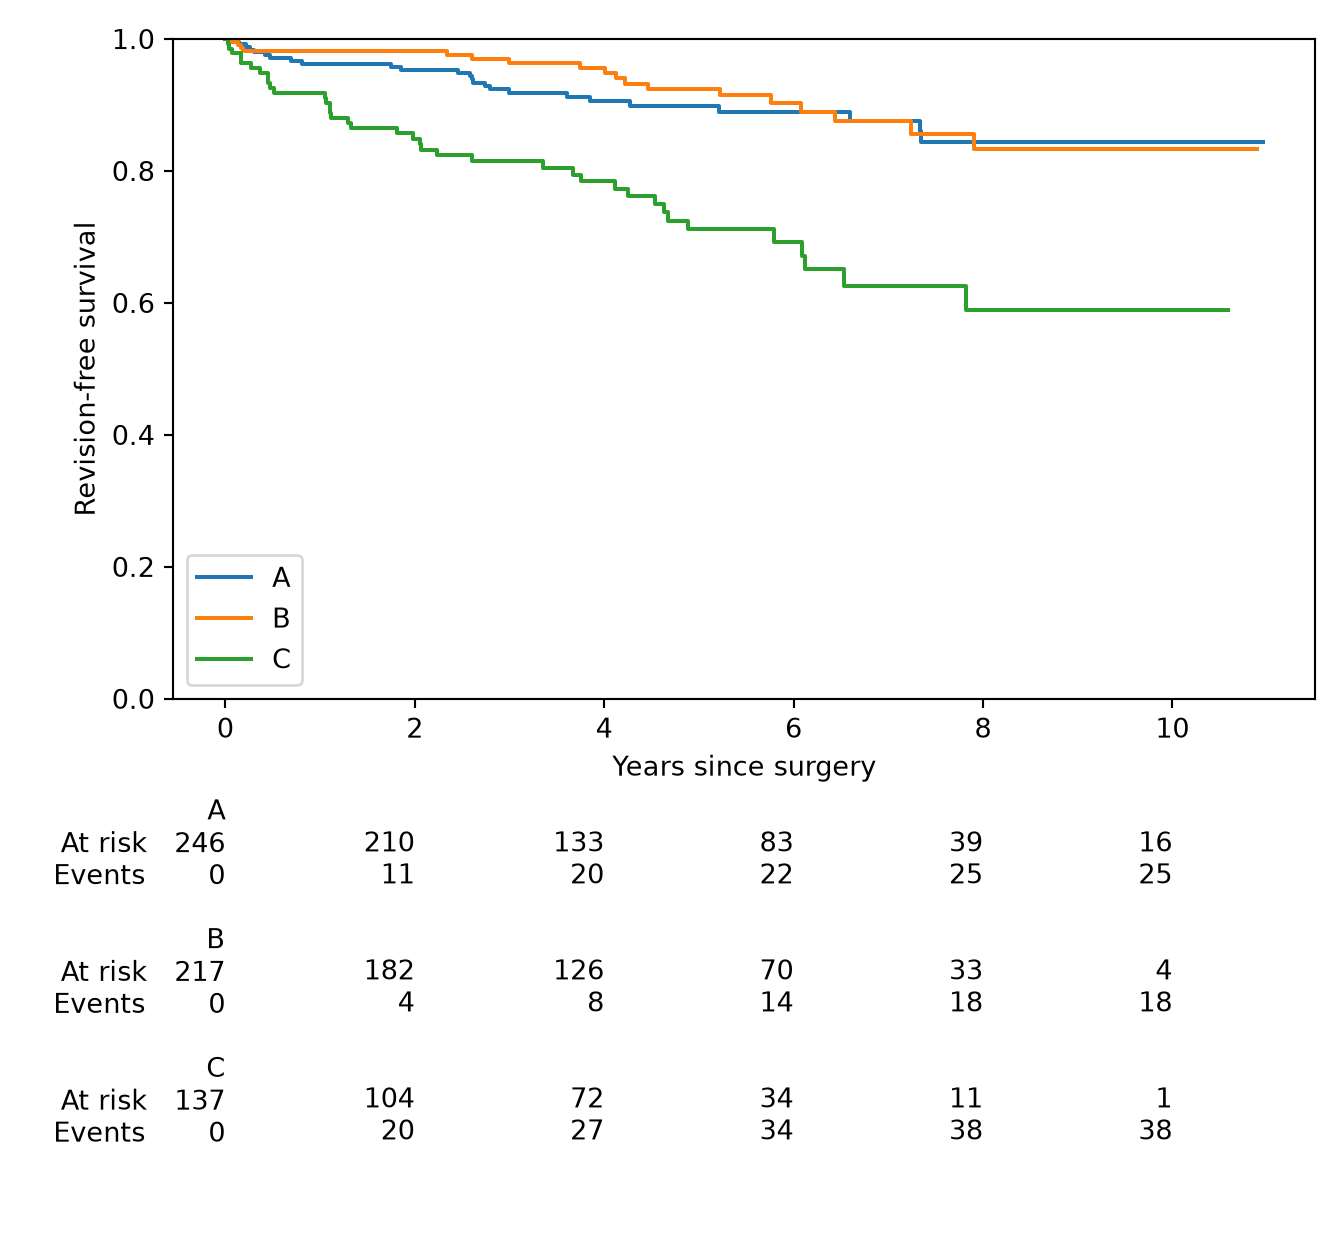 1.0
0.8
0.6
0.4
0.2
0.0
Revision-free survival
A
B
C
0 2 4 6 8 10
Years since surgery
A
At risk 246 210 133 83 39 16
Events 0 11 20 22 25 25
B
At risk 217 182 126 70 33 4
Events 0 4 8 14 18 18
C
At risk 137 104 72 34 11 1
Events 0 20 27 34 38 38